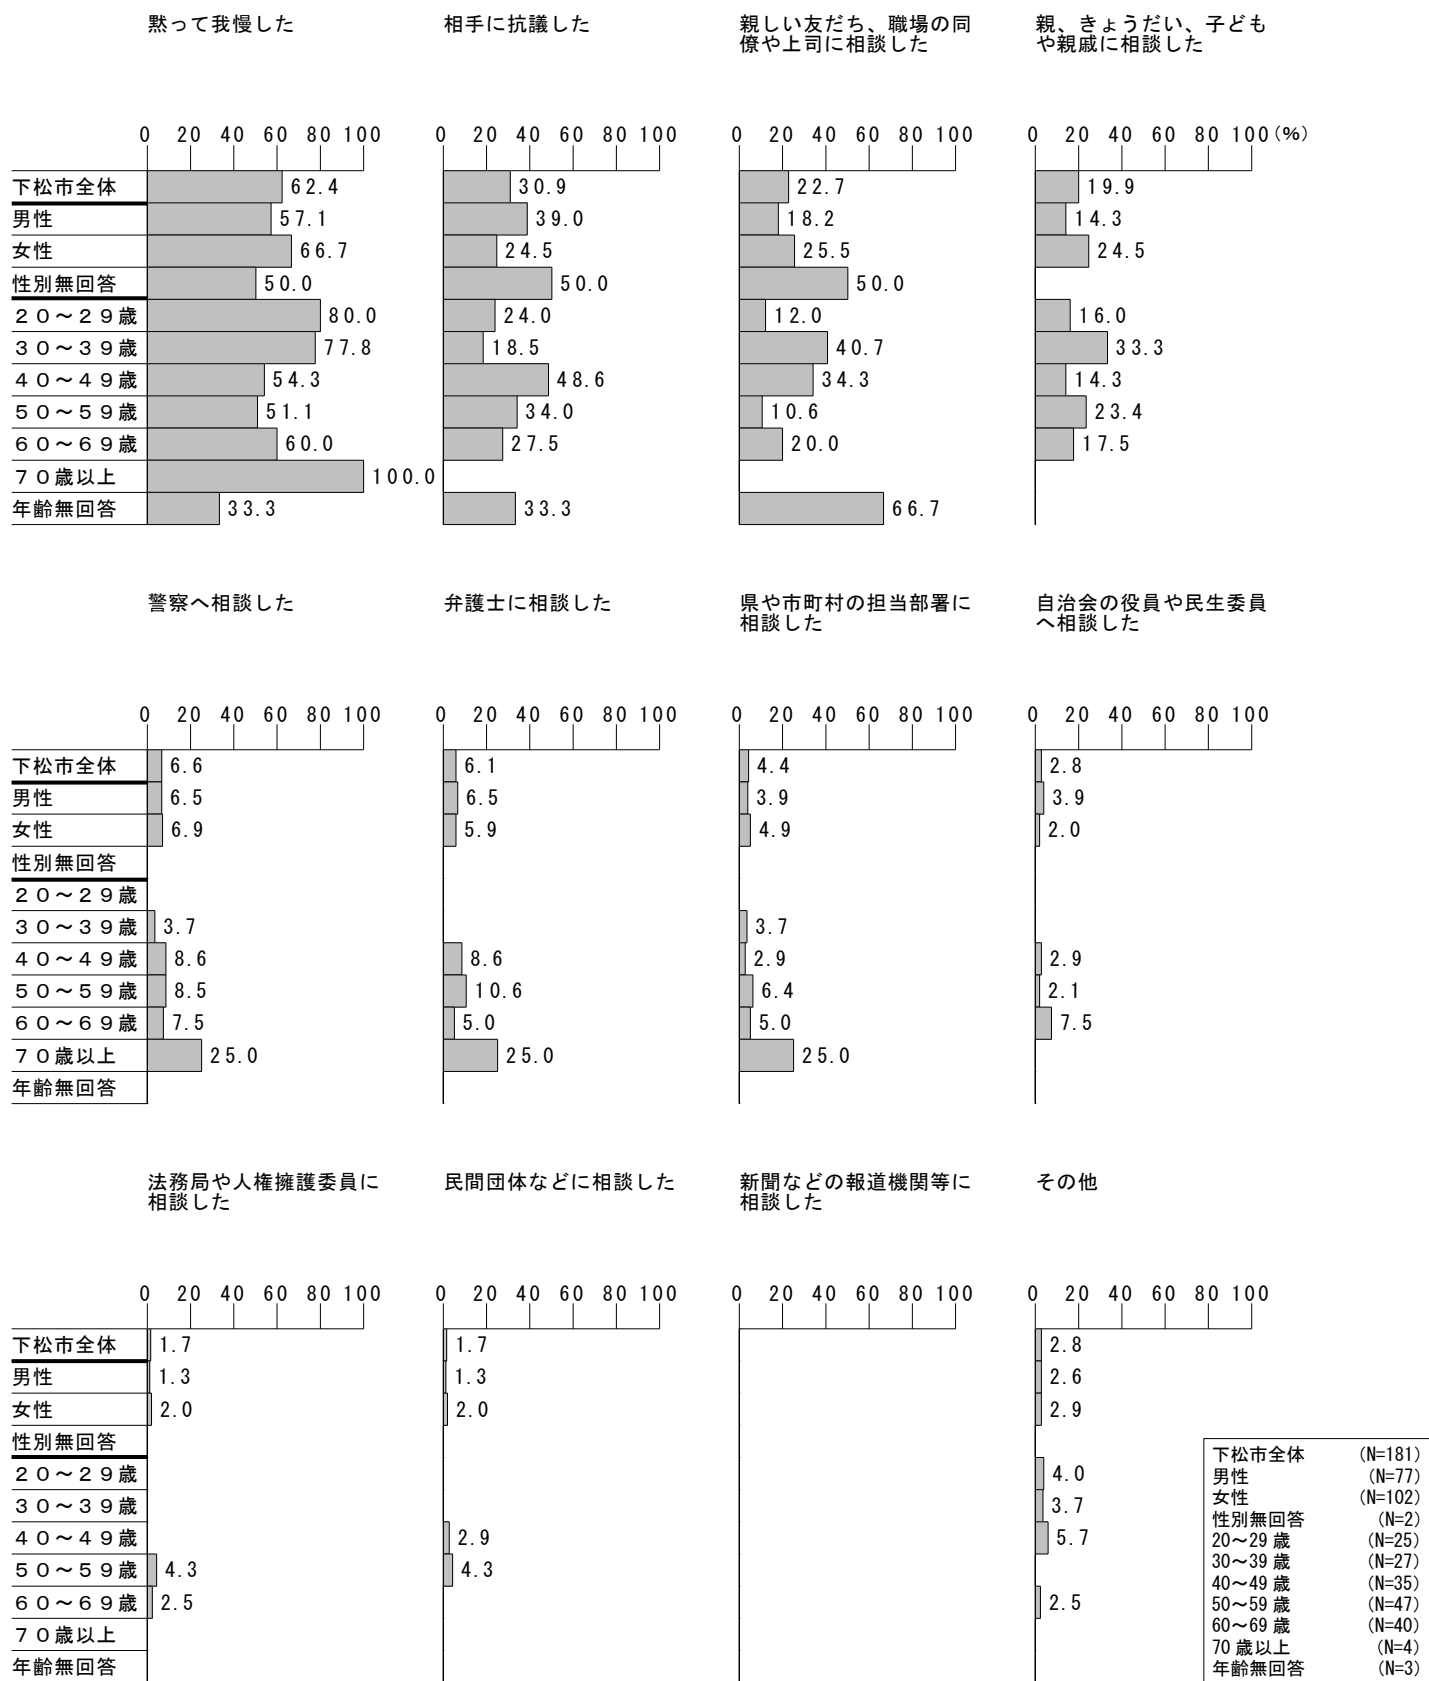 黙って我慢した
相手に抗議した
親しい友だち、職場の同
僚や上司に相談した
親、きょうだい、子ども
や親戚に相談した
0 20 40 60 80 100 0 20 40 60 80 100 0 20 40 60 80 100 0 20 40 60 80 100(%)
下松市全体 62.4 30.9 22.7 19.9
男性 57.1 39.0 18.2 14.3
女性 66.7 24.5 25.5 24.5
性別無回答 50.0 50.0 50.0
20~29歳 80.0 24.0 12.0 16.0
30~39歳 77.8 18.5 40.7 33.3
40~49歳 54.3 48.6 34.3 14.3
50~59歳 51.1 34.0 10.6 23.4
60~69歳 60.0 27.5 20.0 17.5
70歳以上 100.0
年齢無回答 33.3 33.3 66.7
警察へ相談した
弁護士に相談した
県や市町村の担当部署に
相談した
自治会の役員や民生委員
へ相談した
0 20 40 60 80 100 0 20 40 60 80 100 0 20 40 60 80 100 0 20 40 60 80 100
下松市全体 6.6 6.1 4.4 2.8
男性 6.5 6.5 3.9 3.9
女性 6.9 5.9 4.9 2.0
性別無回答
20~29歳
30~39歳 3.7 3.7
40~49歳 8.6 8.6 2.9 2.9
50~59歳 8.5 10.6 6.4 2.1
60~69歳 7.5 5.0 5.0 7.5
70歳以上 25.0 25.0 25.0
年齢無回答
法務局や人権擁護委員に
相談した
民間団体などに相談した
新聞などの報道機関等に
相談した
その他
0 20 40 60 80 100 0 20 40 60 80 100 0 20 40 60 80 100 0 20 40 60 80 100
下松市全体 1.7 1.7 2.8
男性 1.3 1.3 2.6
女性 2.0 2.0 2.9
性別無回答
20~29歳 4.0
30~39歳 3.7
40~49歳 2.9 5.7
50~59歳 4.3 4.3
60~69歳 2.5 2.5
70歳以上
年齢無回答
下松市全体 (N=181)
男性 (N=77)
女性 (N=102)
性別無回答 (N=2)
20~29 歳 (N=25)
30~39 歳 (N=27)
40~49 歳 (N=35)
50~59 歳 (N=47)
60~69 歳 (N=40)
70 歳以上 (N=4)
年齢無回答 (N=3)